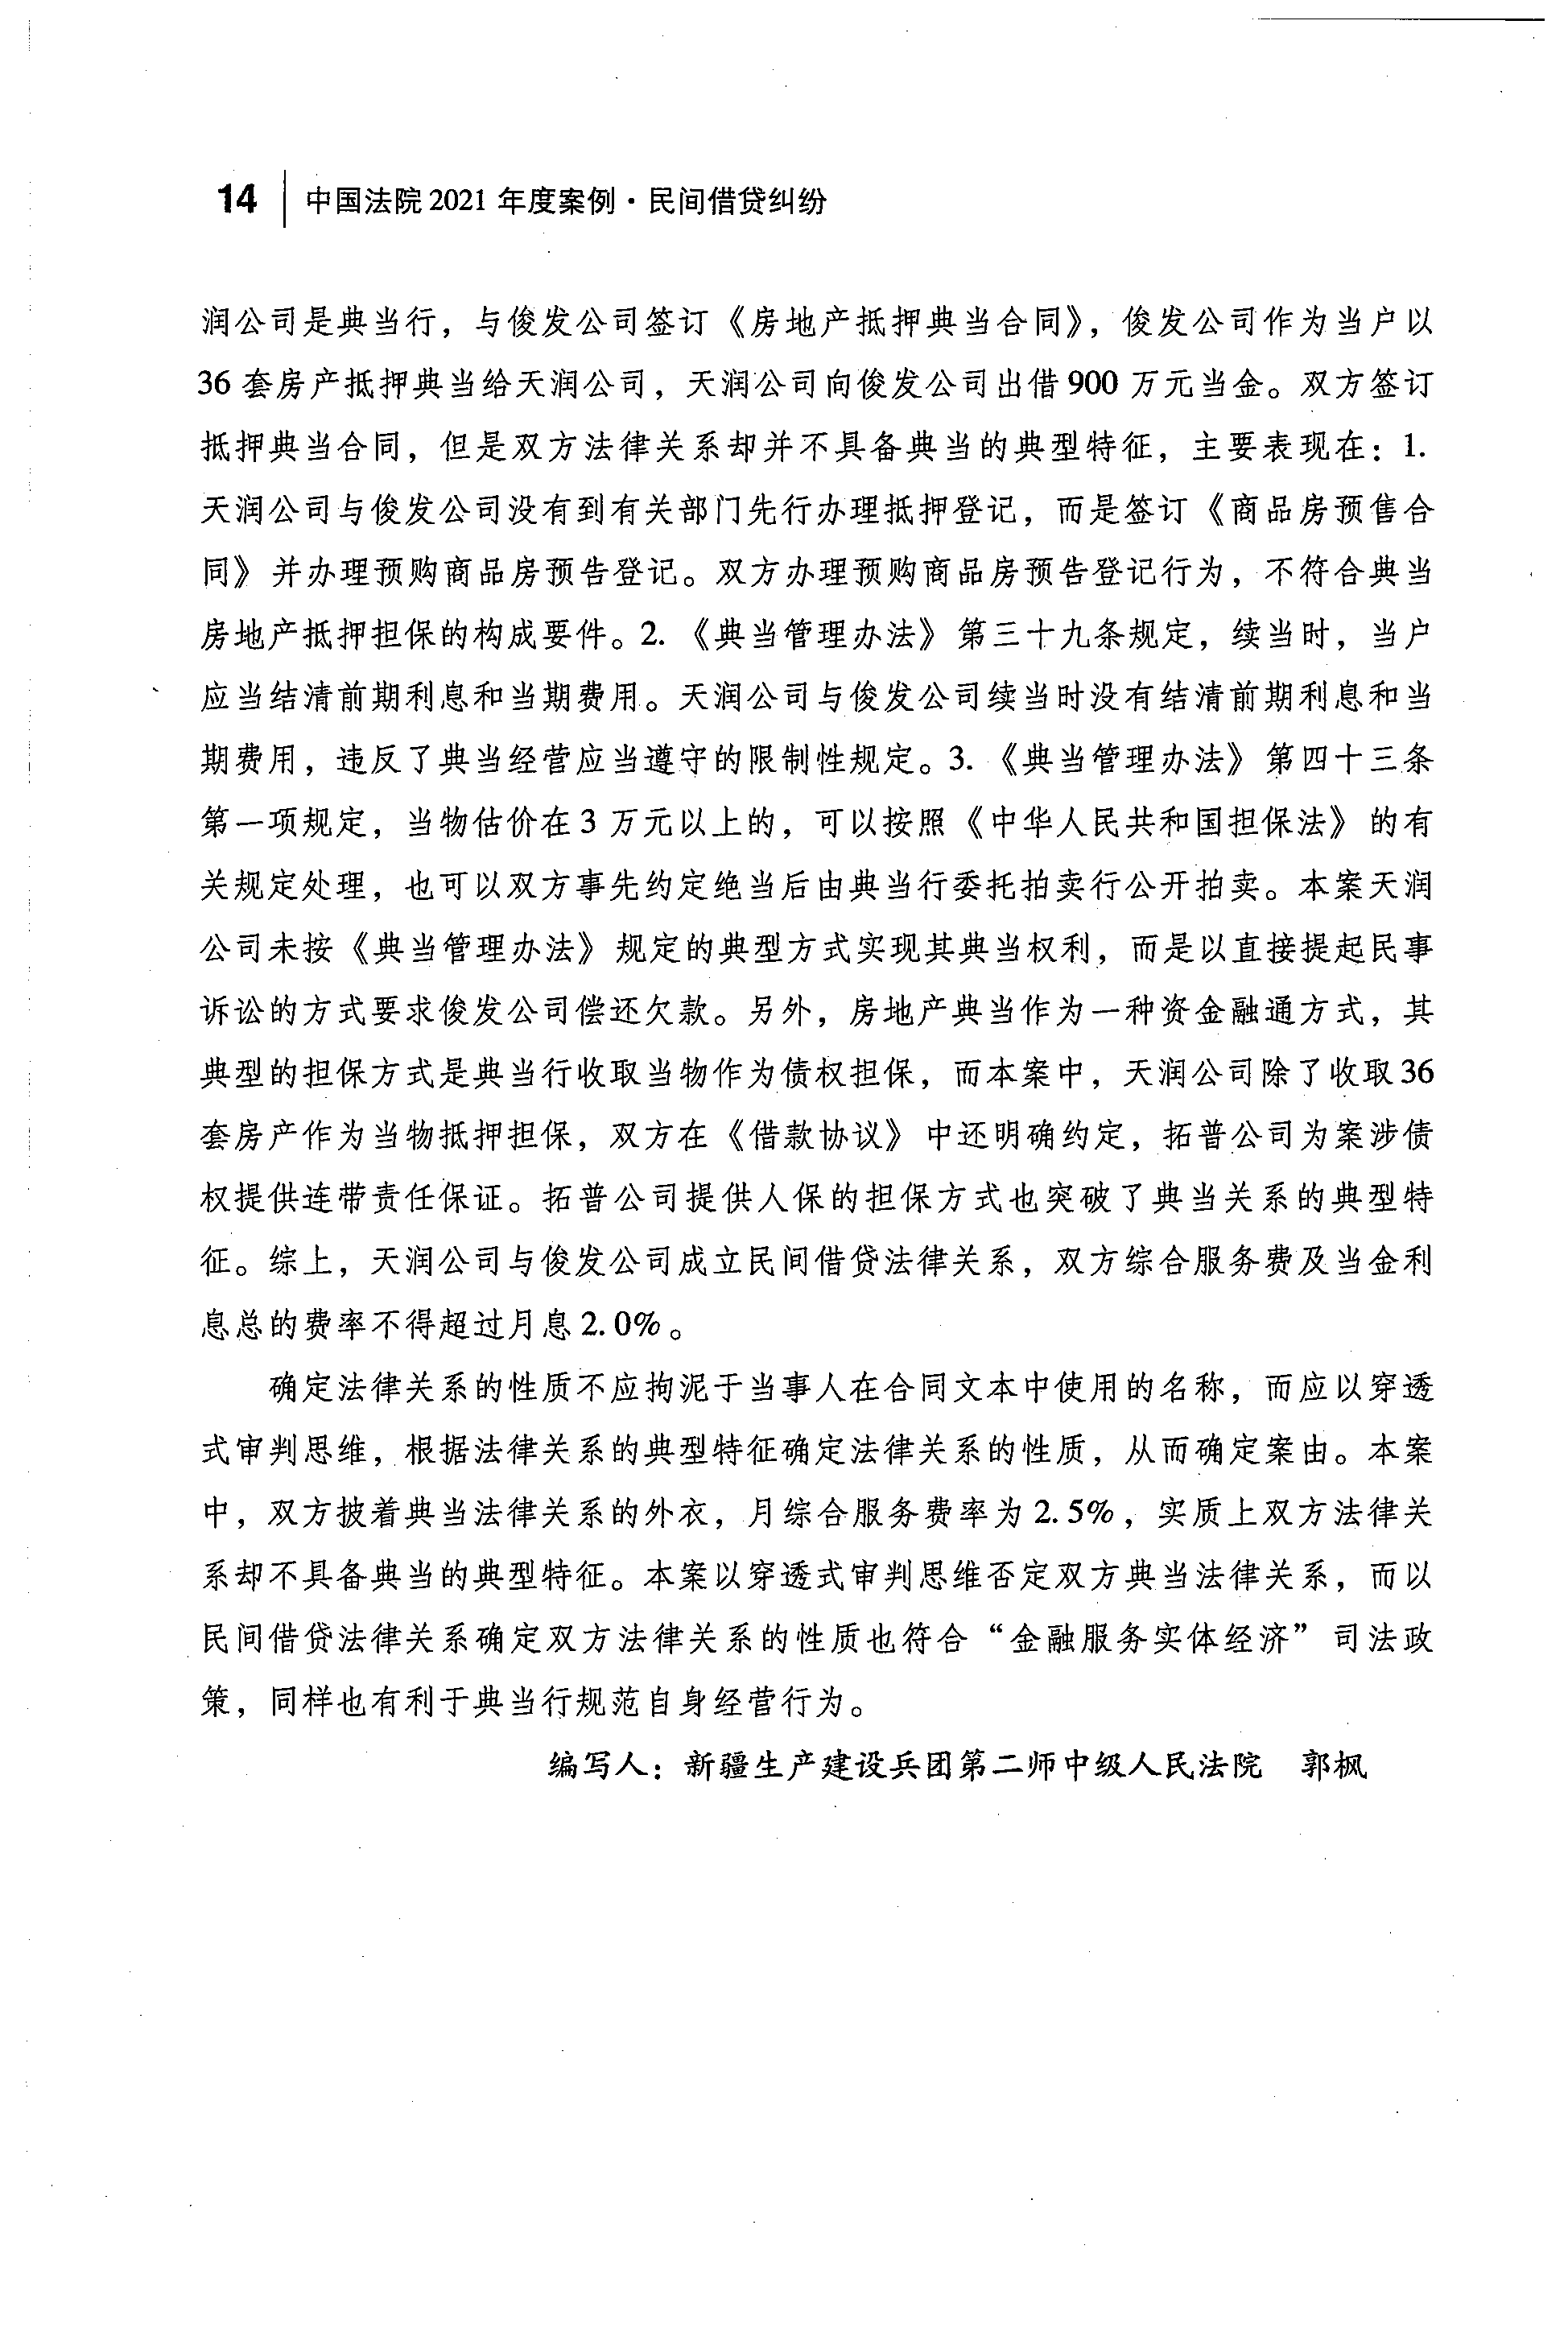 14 中国法院2021年度案例·民间借贷纠纷
润公司是典当行，与俊发公司签订《房地产抵押典当合同》，俊发公司作为当户以
36套房产抵押典当给天润公司，天润公司向俊发公司出借900万元当金。双方签订
抵押典当合同，但是双方法律关系却并不具备典当的典型特征，主要表现在：1.
天润公司与俊发公司没有到有关部门先行办理抵押登记，而是签订《商品房预售合
同》并办理预购商品房预告登记。双方办理预购商品房预告登记行为，不符合典当
房地产抵押担保的构成要件。2.《典当管理办法》第三十九条规定，续当时，当户
应当结清前期利息和当期费用。天润公司与俊发公司续当时没有结清前期利息和当
期费用，违反了典当经营应当遵守的限制性规定。3.《典当管理办法》第四十三条
第一项规定，当物估价在3万元以上的，可以按照《中华人民共和国担保法》的有
关规定处理，也可以双方事先约定绝当后由典当行委托拍卖行公开拍卖。本案天润
公司未按《典当管理办法》规定的典型方式实现其典当权利，而是以直接提起民事
诉讼的方式要求俊发公司偿还欠款。另外，房地产典当作为一种资金融通方式，其
典型的担保方式是典当行收取当物作为债权担保，而本案中，天润公司除了收取36
套房产作为当物抵押担保，双方在《借款协议》中还明确约定，拓普公司为案涉债
权提供连带责任保证。拓普公司提供人保的担保方式也突破了典当关系的典型特
征。综上，天润公司与俊发公司成立民间借贷法律关系，双方综合服务费及当金利
息总的费率不得超过月息2.0%。
确定法律关系的性质不应拘泥于当事人在合同文本中使用的名称，而应以穿透
式审判思维，根据法律关系的典型特征确定法律关系的性质，从而确定案由。本案
中，双方披着典当法律关系的外衣，月综合服务费率为2.5%，实质上双方法律关
系却不具备典当的典型特征。本案以穿透式审判思维否定双方典当法律关系，而以
民间借贷法律关系确定双方法律关系的性质也符合“金融服务实体经济”司法政
策，同样也有利于典当行规范自身经营行为。
编写人：新疆生产建设兵团第二师中级人民法院 郭枫